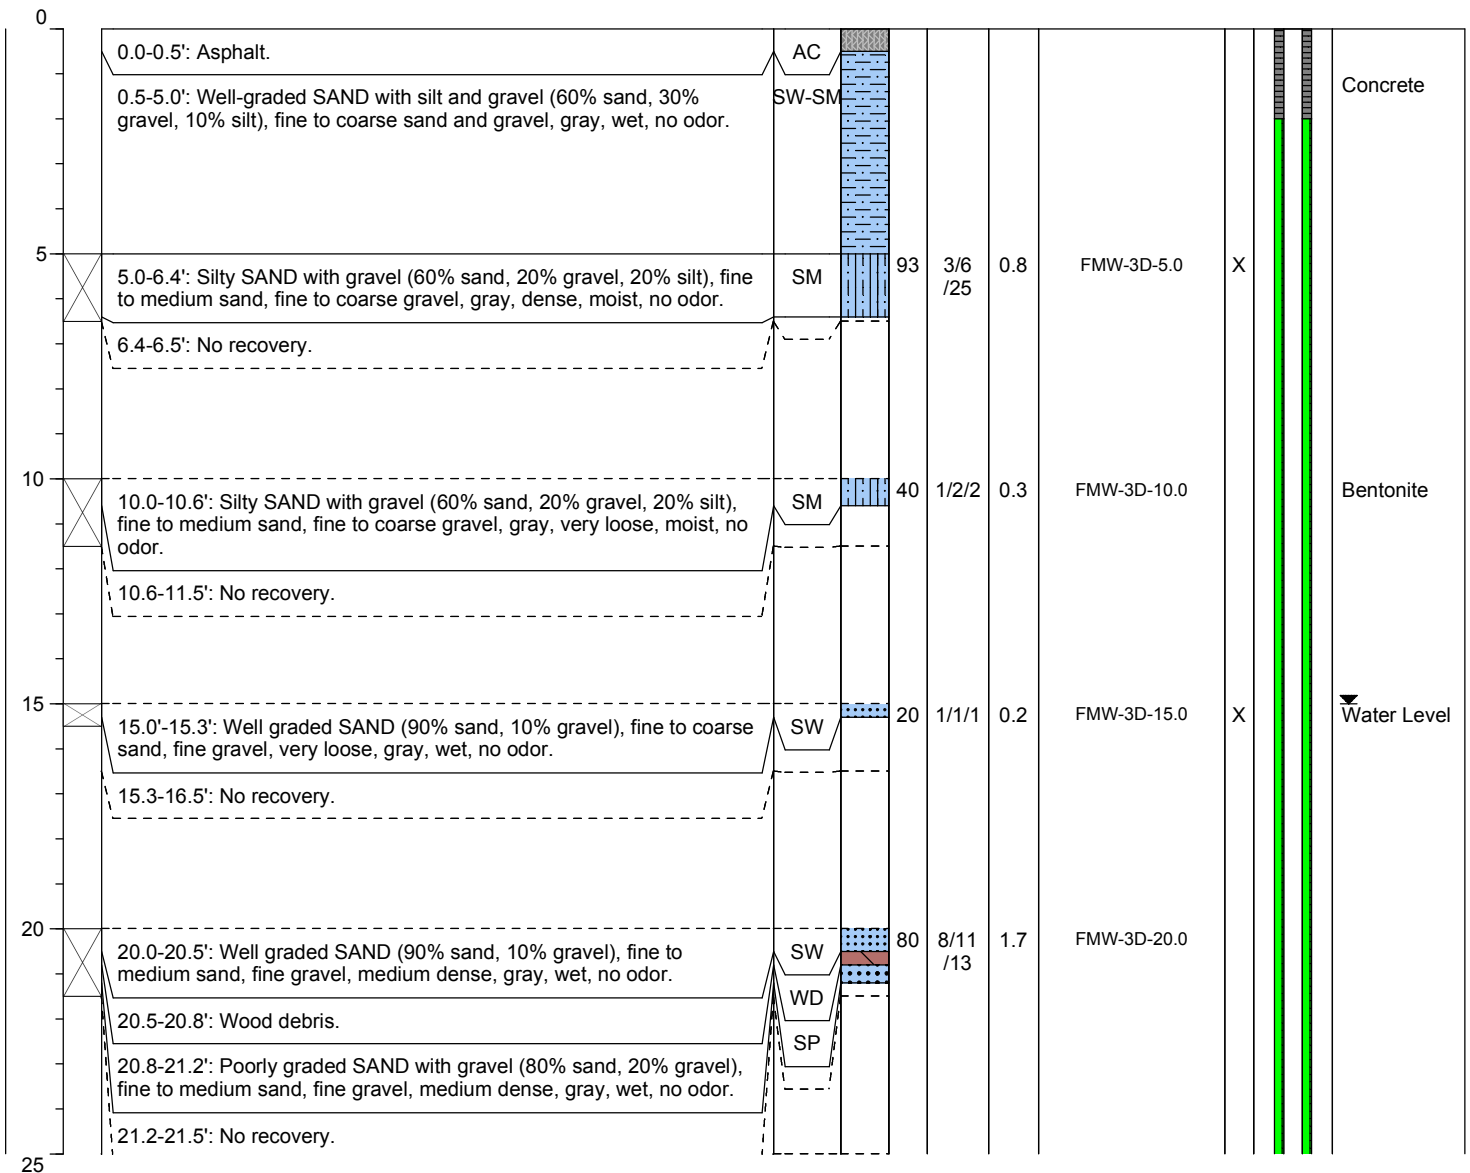 0
0.0-0.5': Asphalt.
AC
0.5-5.0': Well-graded SAND with silt and gravel (60% sand, 30%
gravel, 10% silt), fine to coarse sand and gravel, gray, wet, no odor.
SW-SM
Concrete
5
5.0-6.4': Silty SAND with gravel (60% sand, 20% gravel, 20% silt), fine
to medium sand, fine to coarse gravel, gray, dense, moist, no odor.
SM
93
3/6
/25
0.8
FMW-3D-5.0
X
6.4-6.5': No recovery.
10
10.0-10.6': Silty SAND with gravel (60% sand, 20% gravel, 20% silt),
fine to medium sand, fine to coarse gravel, gray, very loose, moist, no
odor.
SM
40
1/2/2
0.3
FMW-3D-10.0
Bentonite
10.6-11.5': No recovery.
15
15.0'-15.3': Well graded SAND (90% sand, 10% gravel), fine to coarse
sand, fine gravel, very loose, gray, wet, no odor.
SW
20
1/1/1
0.2
FMW-3D-15.0
X
Water Level
15.3-16.5': No recovery.
20
20.0-20.5': Well graded SAND (90% sand, 10% gravel), fine to
medium sand, fine gravel, medium dense, gray, wet, no odor.
SW
80
8/11
/13
1.7
FMW-3D-20.0
20.5-20.8': Wood debris.
WD
20.8-21.2': Poorly graded SAND with gravel (80% sand, 20% gravel),
fine to medium sand, fine gravel, medium dense, gray, wet, no odor.
SP
21.2-21.5': No recovery.
25